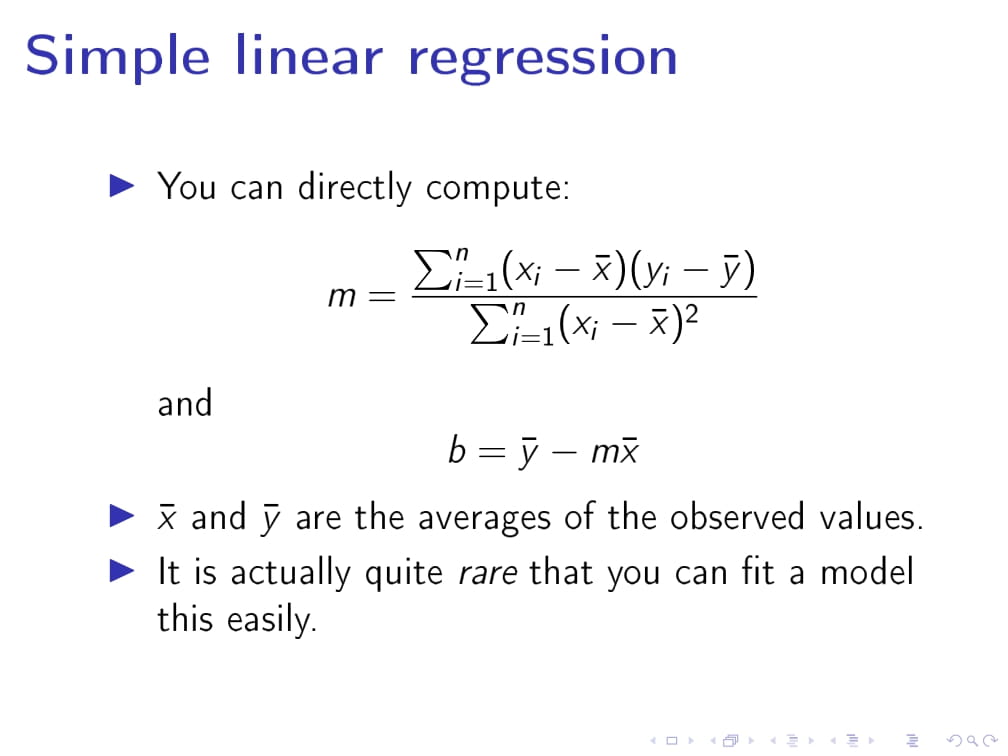 Simple linear regression
▶ You can directly compute:
m = \frac{\sum_{i=1}^{n}(x_i − \bar{x})(y_i − \bar{y})}{\sum_{i=1}^{n}(x_i − \bar{x})^2}
and
b = \bar{y} − m\bar{x}
▶ \bar{x} and \bar{y} are the averages of the observed values.
▶ It is actually quite rare that you can fit a model
this easily.